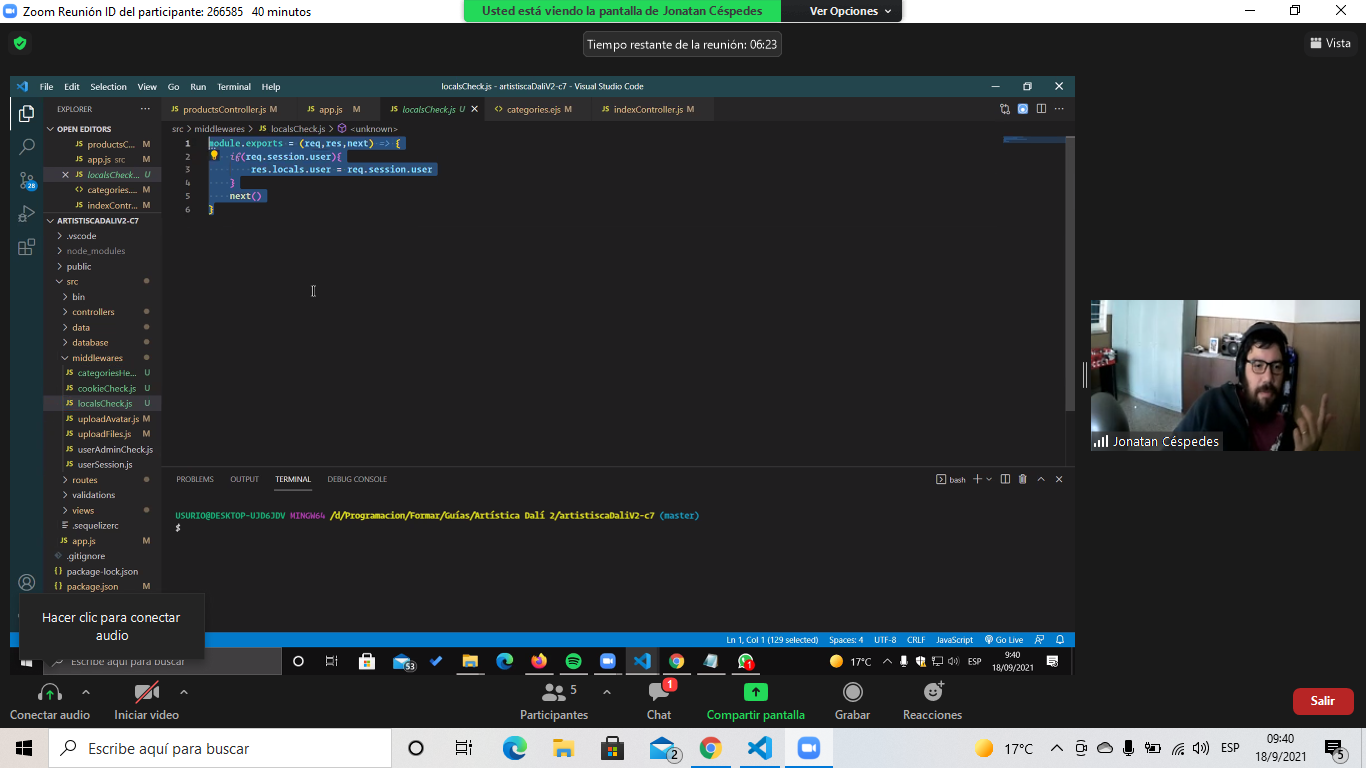 Zoom Reunión ID del participante: 266585 40 minutos
Usted está viendo la pantalla de Jonatan Céspedes
Ver Opciones
Tiempo restante de la reunión: 06:23
Vista
File Edit Selection View Go Run Terminal Help
localsCheck.js - artistiscaDaliV2-c7 - Visual Studio Code
EXPLORER
JS productsController.js M
JS app.js M
JS localsCheck.js U
<> categories.ejs M
JS indexController.js M
src > middlewares > JS localsCheck.js > <unknown>
OPEN EDITORS
JS productsC... M
JS app.js src M
JS localsCheck... U
<> categories.... M
JS indexContr... M
ARTISTISCADALIV2-C7
.vscode
node_modules
public
src
bin
controllers
data
database
middlewares
JS categoriesHe... U
JS cookieCheck.js U
JS localsCheck.js U
JS uploadAvatar.js M
JS uploadFiles.js M
JS userAdminCheck.js
JS userSession.js
routes
validations
views
.sequelizerc
JS app.js M
.gitignore
{} package-lock.json
{} package.json M
28
1 module.exports = (req,res,next) => {
2 if(req.session.user){
3 res.locals.user = req.session.user
4 }
5 next()
6 }
PROBLEMS OUTPUT TERMINAL DEBUG CONSOLE
bash
USURIO@DESKTOP-UJD6JDV MINGW64 /d/Programacion/Formar/Guías/Artística Dalí 2/artistiscaDaliV2-c7 (master)
$
Jonatan Céspedes
Hacer clic para conectar
audio
Ln 1, Col 1 (129 selected) Spaces: 4 UTF-8 CRLF JavaScript Go Live
Escribe aquí para buscar
53
1
17°C
ESP
9:40
18/09/2021
Conectar audio
Iniciar video
Participantes
5
Chat
1
Compartir pantalla
Grabar
Reacciones
Salir
Escribe aquí para buscar
2
17°C
ESP
09:40
18/9/2021
5